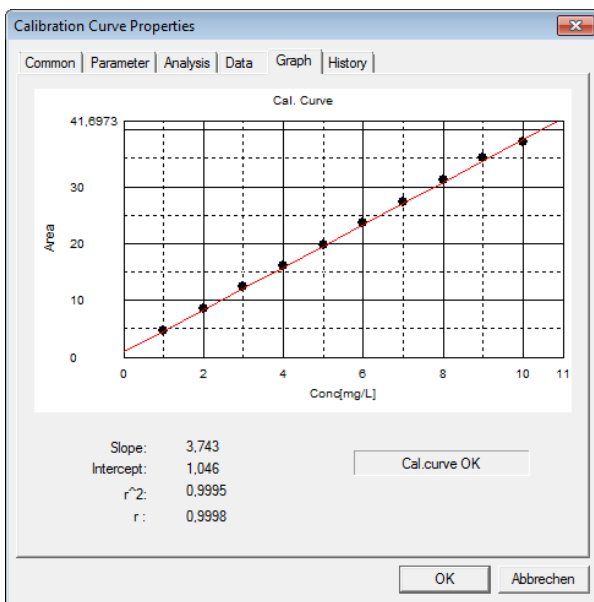 Calibration Curve Properties
Common Parameter Analysis Data Graph History
Cal. Curve
41,6973
30
20
10
0
Area
0 2 4 6 8 10 11
Conc[mg/L]
Slope: 3,743
Intercept: 1,046
r^2: 0,9995
r : 0,9998
Cal.curve OK
OK Abbrechen